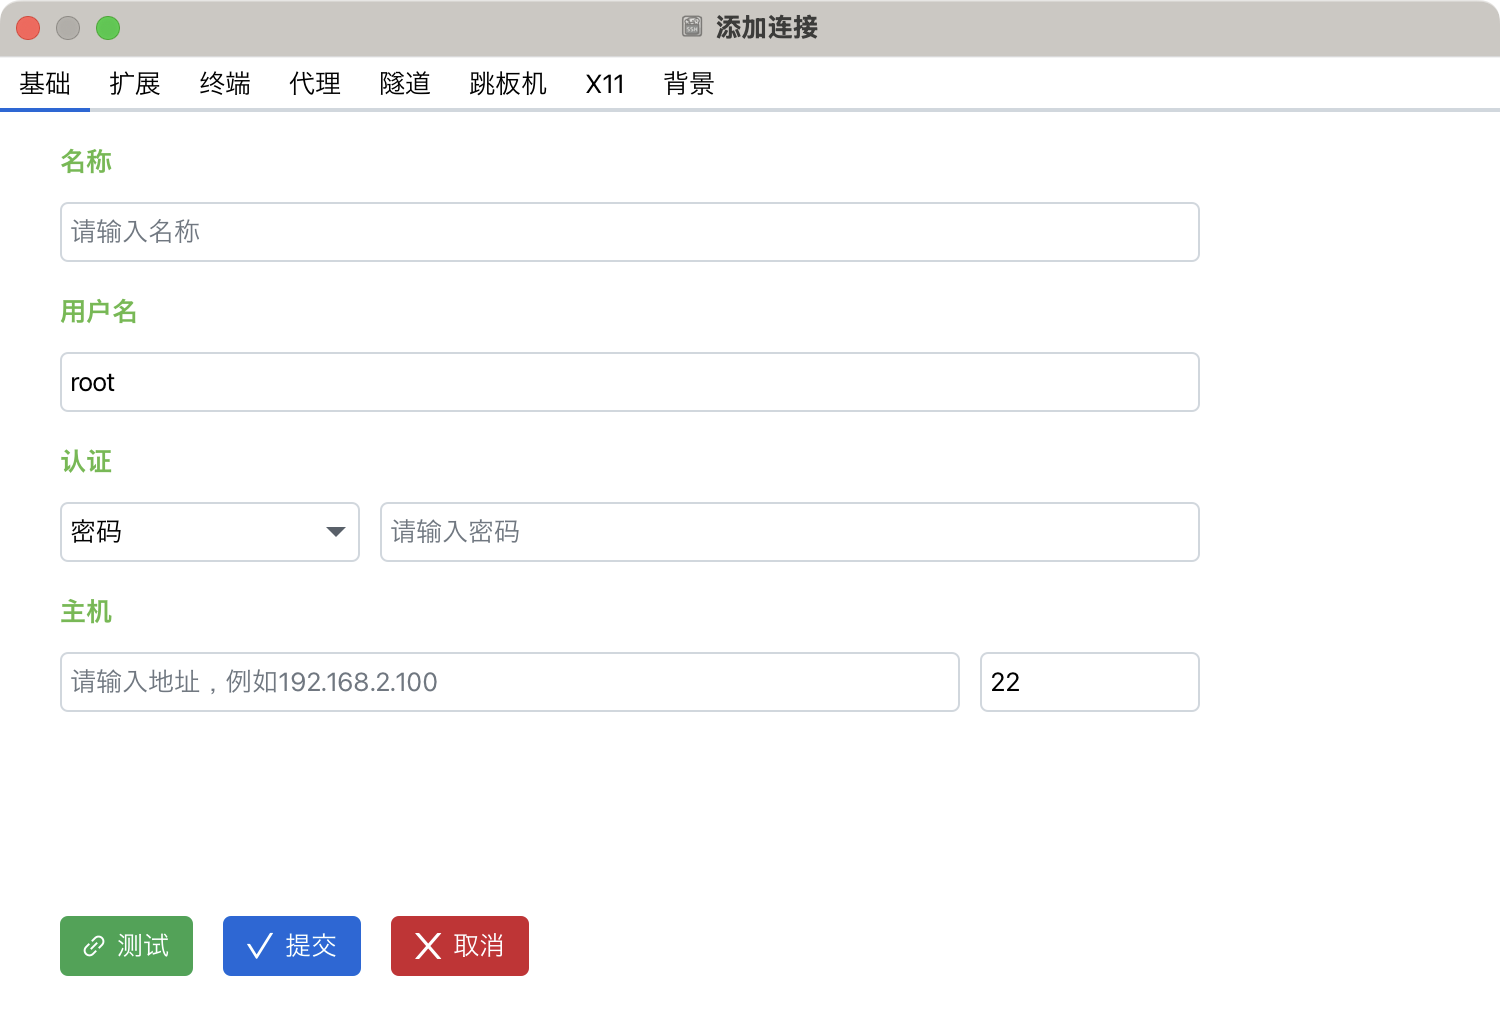 添加连接
基础 扩展 终端 代理 隧道 跳板机 X11 背景
名称
请输入名称
用户名
root
认证
密码 请输入密码
主机
请输入地址，例如192.168.2.100 22
测试 提交 取消